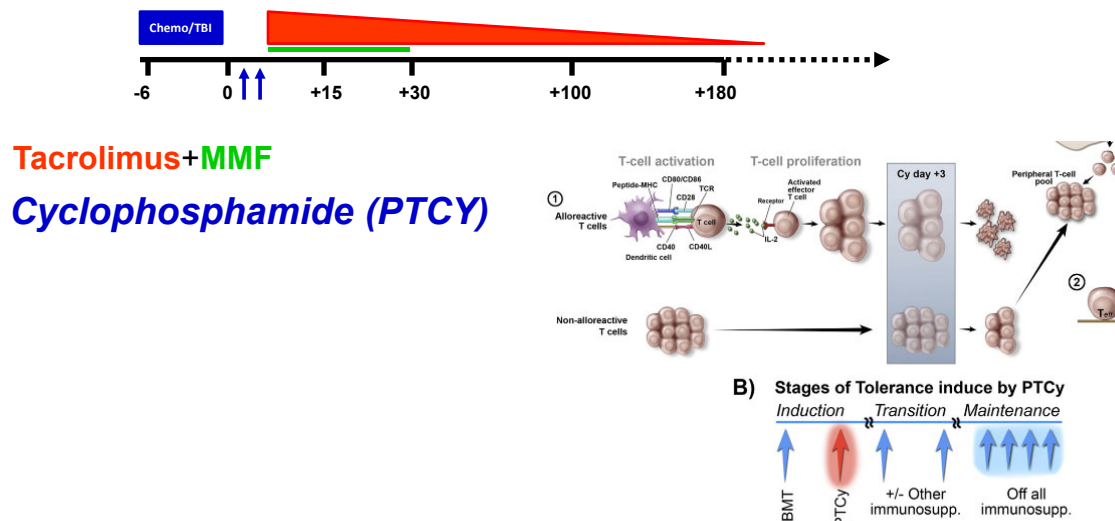 Chemo/TBI
-6
0
+15
+30
+100
+180
Tacrolimus+MMF
Cyclophosphamide (PTCY)
T-cell activation
T-cell proliferation
Cy day +3
Peripheral T-cell
pool
CD80/CD86
Peptide-MHC
TCR
CD28
Activated
effector
T cell
Receptor
1
Alloreactive
T cells
T cell
IL-2
CD40
CD40L
Dendritic cell
2
Teff
Non-alloreactive
T cells
B)
Stages of Tolerance induce by PTCy
Induction
Transition
Maintenance
BMT
PTCy
+/- Other
immunosupp.
Off all
immunosupp.